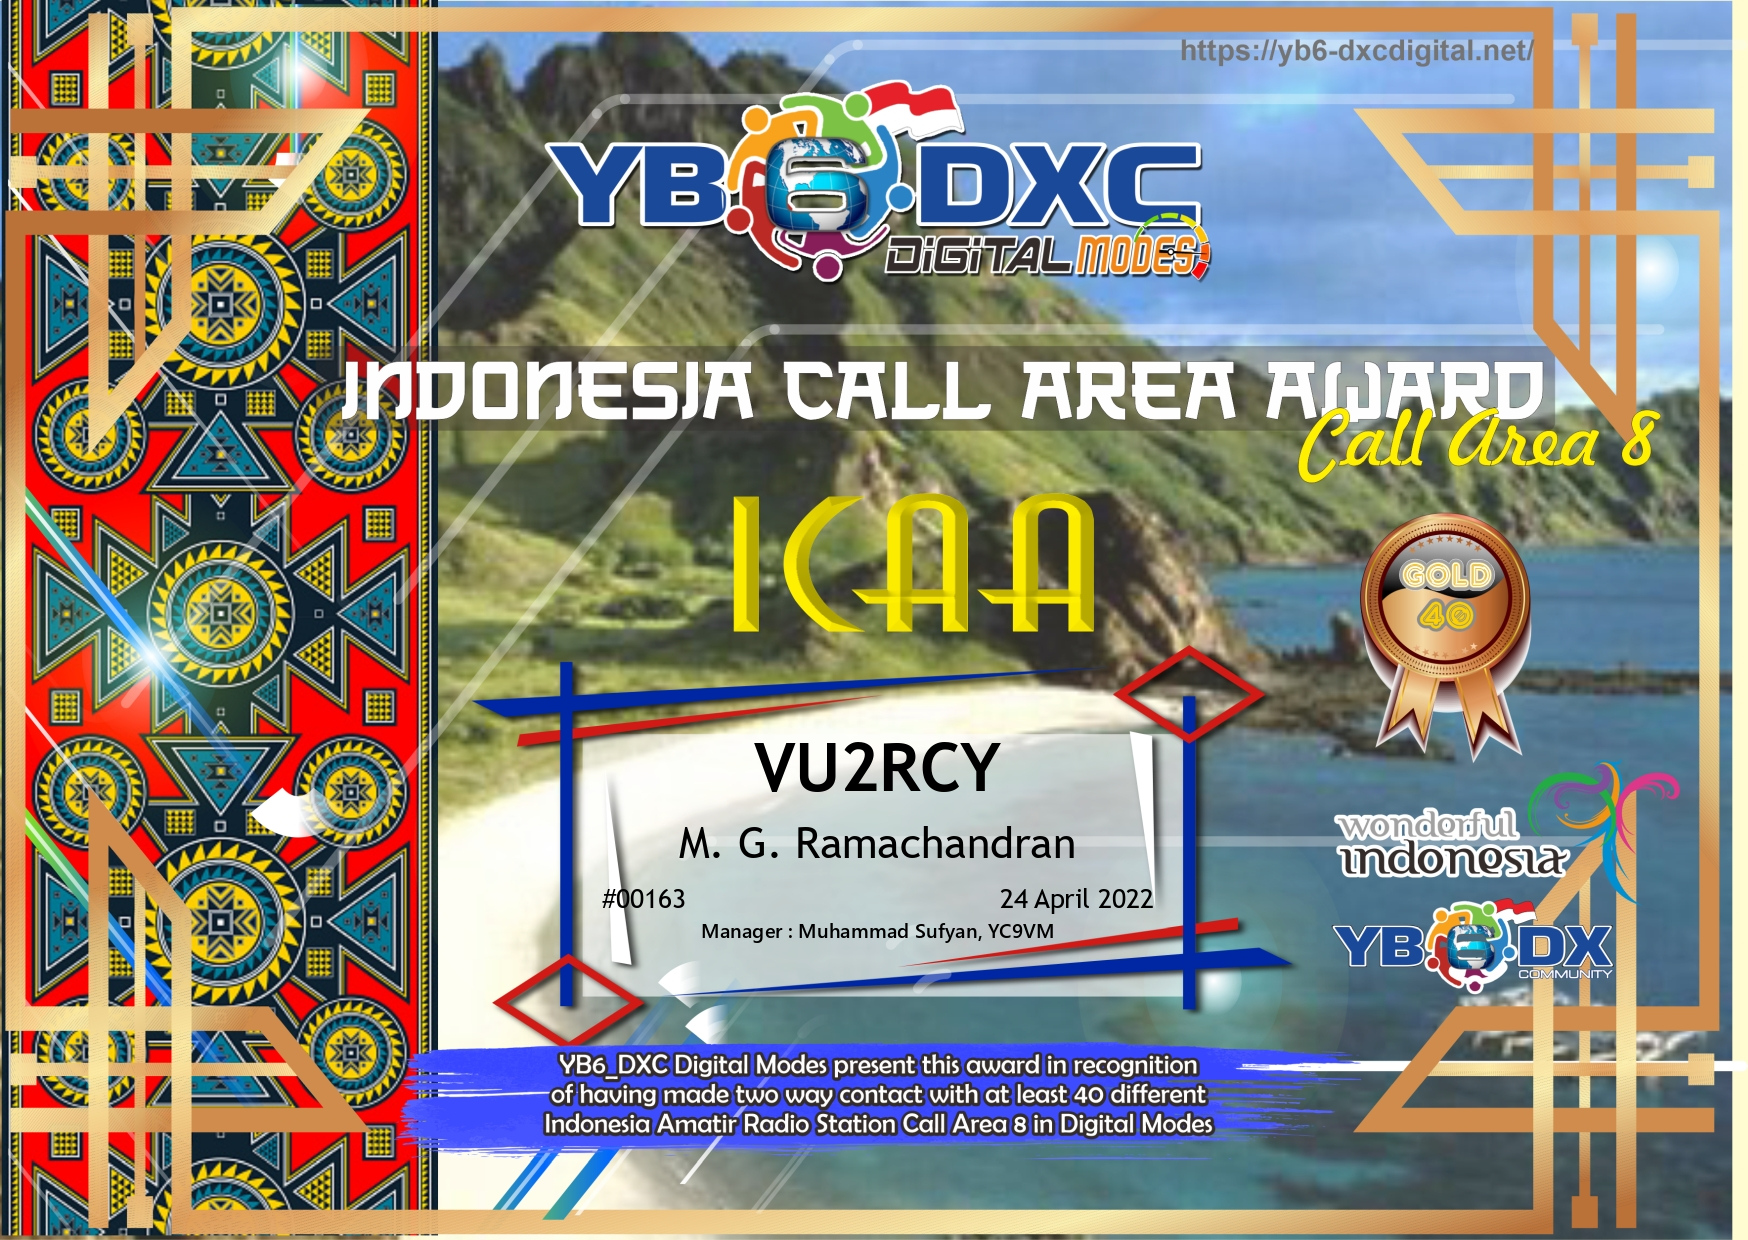 https://yb6-dxcdigital.net/
YB6DXC
DIGITAL MODES
INDONESIA CALL AREA AWARD
Call Area 8
ICAA
GOLD
40
VU2RCY
M. G. Ramachandran
#00163 24 April 2022
Manager : Muhammad Sufyan, YC9VM
wonderful
indonesia
YB6DX
COMMUNITY
YB6_DXC Digital Modes present this award in recognition
of having made two way contact with at least 40 different
Indonesia Amatir Radio Station Call Area 8 in Digital Modes